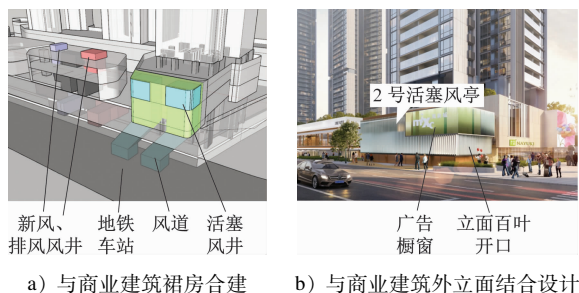 2 号活塞风亭
新风、 地铁 风道 活塞
排风风井 车站 风井
广告 立面百叶
橱窗 开口
a）与商业建筑裙房合建 b）与商业建筑外立面结合设计